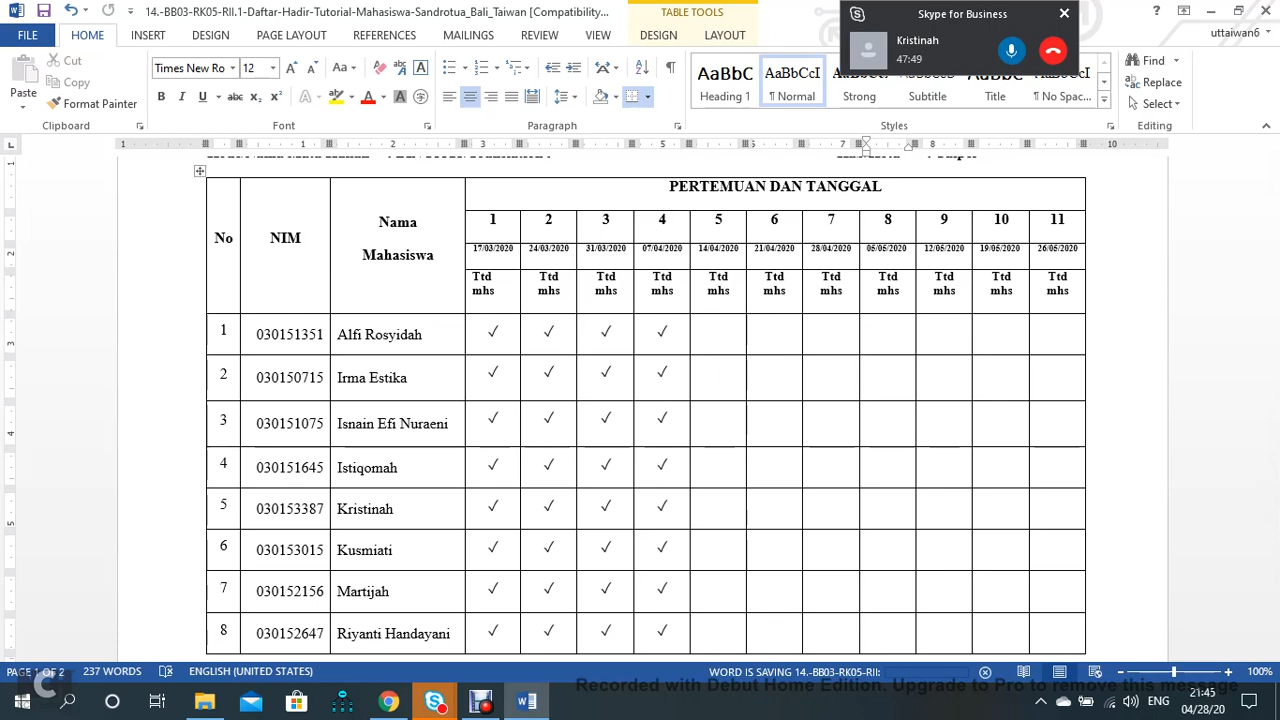 14.-BB03-RK05-RII.1-Daftar-Hadir-Tutorial-Mahasiswa-Sandrotua_Bali_Taiwan [Compatibility...
TABLE TOOLS
Skype for Business
Kristinah
47:49
FILE HOME INSERT DESIGN PAGE LAYOUT REFERENCES MAILINGS REVIEW VIEW DESIGN LAYOUT
uttaiwan6
Paste
Cut
Copy
Format Painter
Clipboard
Times New Ro 12
Font
Paragraph
AaBbC AaBbCcI
Heading 1 ¶ Normal Strong Subtitle Title ¶ No Spac...
Styles
Find
Replace
Select
Editing
PERTEMUAN DAN TANGGAL
No NIM Nama Mahasiswa
1 2 3 4 5 6 7 8 9 10 11
17/03/2020 24/03/2020 31/03/2020 07/04/2020 14/04/2020 21/04/2020 28/04/2020 05/05/2020 12/05/2020 19/05/2020 26/05/2020
Ttd Ttd Ttd Ttd Ttd Ttd Ttd Ttd Ttd Ttd Ttd
mhs mhs mhs mhs mhs mhs mhs mhs mhs mhs mhs
1 030151351 Alfi Rosyidah ✓ ✓ ✓ ✓
2 030150715 Irma Estika ✓ ✓ ✓ ✓
3 030151075 Isnain Efi Nuraeni ✓ ✓ ✓ ✓
4 030151645 Istiqomah ✓ ✓ ✓ ✓
5 030153387 Kristinah ✓ ✓ ✓ ✓
6 030153015 Kusmiati ✓ ✓ ✓ ✓
7 030152156 Martijah ✓ ✓ ✓ ✓
8 030152647 Riyanti Handayani ✓ ✓ ✓ ✓
PAGE 1 OF 2 237 WORDS ENGLISH (UNITED STATES) WORD IS SAVING 14.-BB03-RK05-RII: 100%
Recorded with Debut Home Edition. Upgrade to Pro to remove this message
ENG
21:45
04/28/20